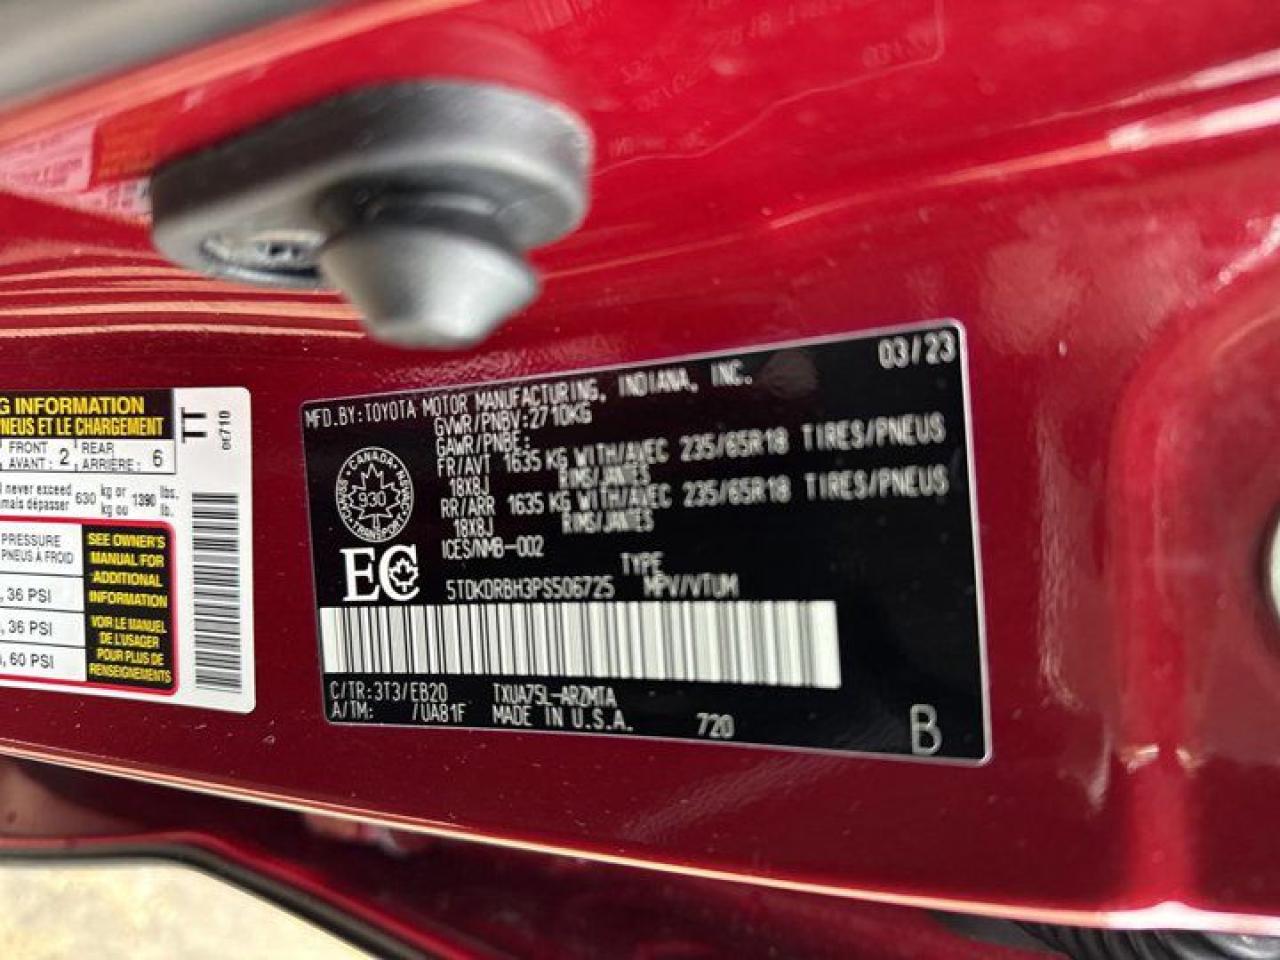 G INFORMATION
PNEUS ET LE CHARGEMENT
FRONT
AVANT : 2
REAR
ARRIÈRE : 6
never exceed
jamais dépasser
630 kg or
kg ou
1390 lbs.
lb.
PRESSURE
PNEUS À FROID
, 36 PSI
, 36 PSI
, 60 PSI
SEE OWNER'S
MANUAL FOR
ADDITIONAL
INFORMATION
VOIR LE MANUEL
DE L'USAGER
POUR PLUS DE
RENSEIGNEMENTS
TT
0E710
03/23
MFD.BY:TOYOTA MOTOR MANUFACTURING, INDIANA, INC.
GVWR/PNBV:2710KG
GAWR/PNBE:
FR/AVT 1635 KG WITH/AVEC 235/65R18 TIRES/PNEUS
18X8J RIMS/JANTES
RR/ARR 1635 KG WITH/AVEC 235/65R18 TIRES/PNEUS
18X8J RIMS/JANTES
ICES/NMB-002
CANADA
930
TRANSPORT
EC
TYPE
5TDKDRBH3PS506725 MPV/VTUM
C/TR:3T3/EB20 TXUA75L-ARZMTA
A/TM: /UA81F MADE IN U.S.A. 720
B